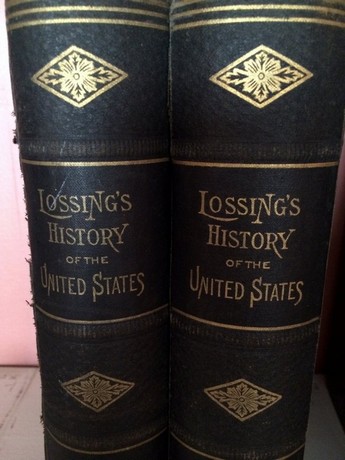 LOSSING'S
HISTORY
OF THE
UNITED STATES
LOSSING'S
HISTORY
OF THE
UNITED STATES